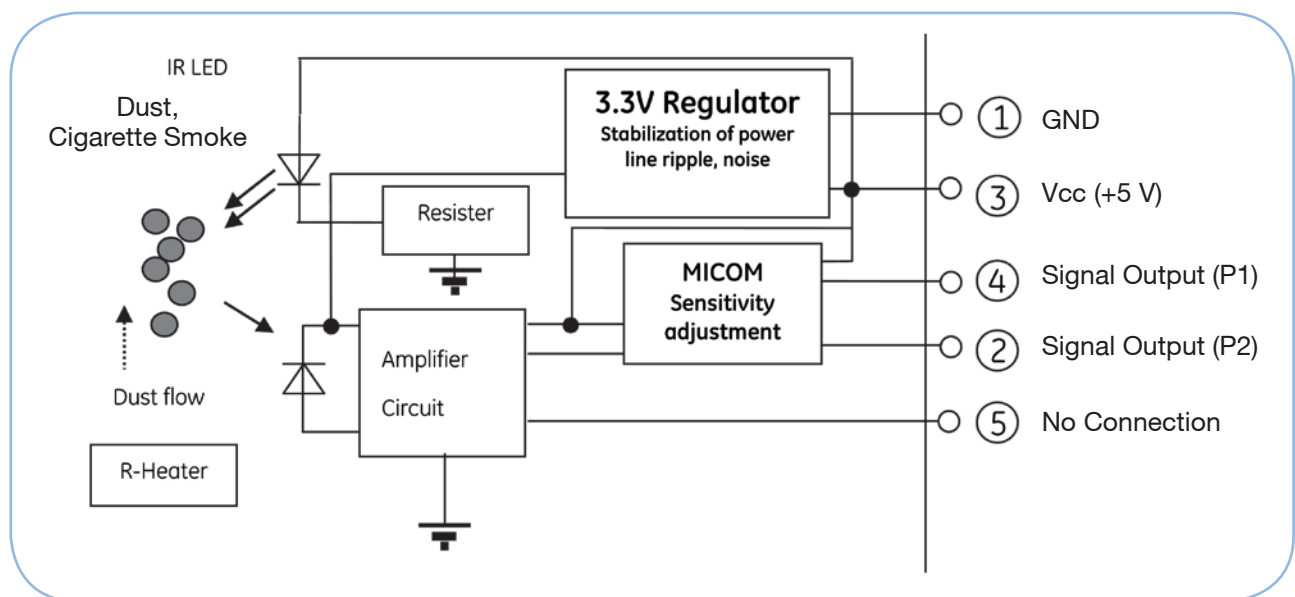 IR LED
Dust,
Cigarette Smoke
3.3V Regulator
Stabilization of power
line ripple, noise
Resister
MICOM
Sensitivity
adjustment
Amplifier
Circuit
Dust flow
R-Heater
1 GND
3 Vcc (+5 V)
4 Signal Output (P1)
2 Signal Output (P2)
5 No Connection